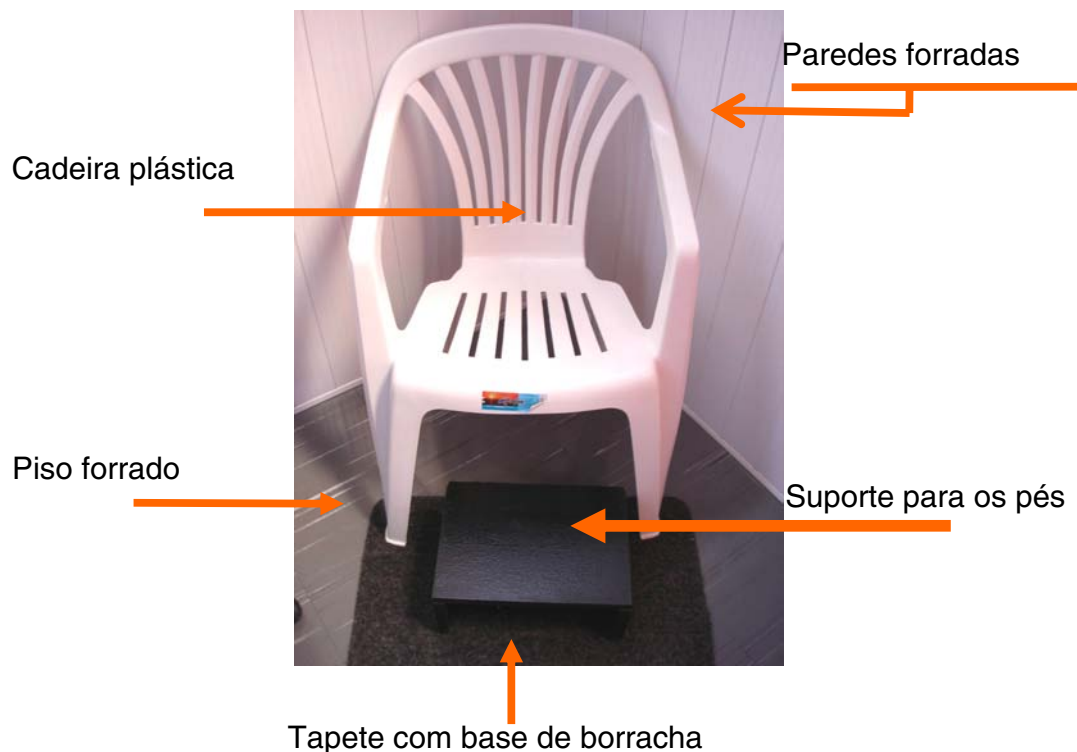 Paredes forradas
Cadeira plástica
Piso forrado
Suporte para os pés
Tapete com base de borracha